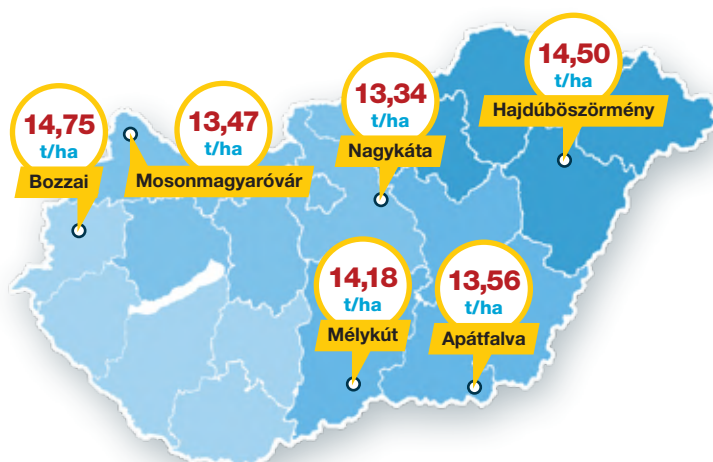 14,50
t/ha
Hajdúböszörmény
13,34
t/ha
Nagykáta
14,75
t/ha
Bozzai
13,47
t/ha
Mosonmagyaróvár
14,18
t/ha
Mélykút
13,56
t/ha
Apátfalva